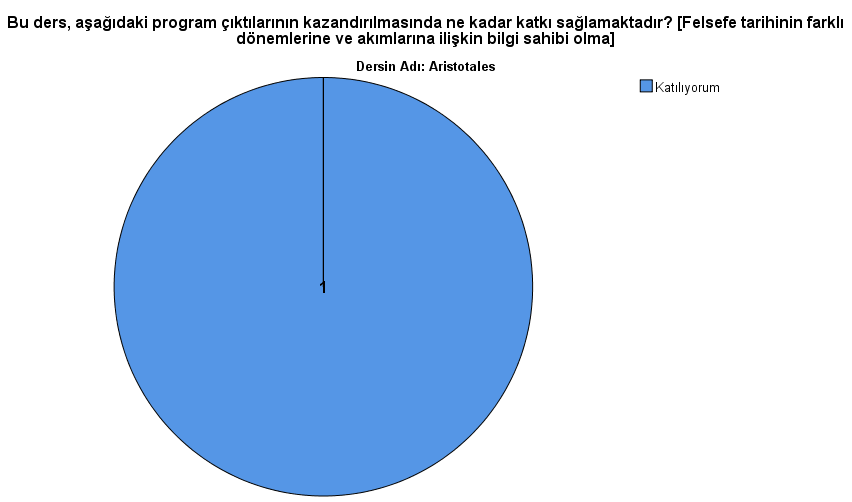 Bu ders, aşağıdaki program çıktılarının kazandırılmasında ne kadar katkı sağlamaktadır? [Felsefe tarihinin farklı
dönemlerine ve akımlarına ilişkin bilgi sahibi olma]
Dersin Adı: Aristotales
Katılıyorum
1